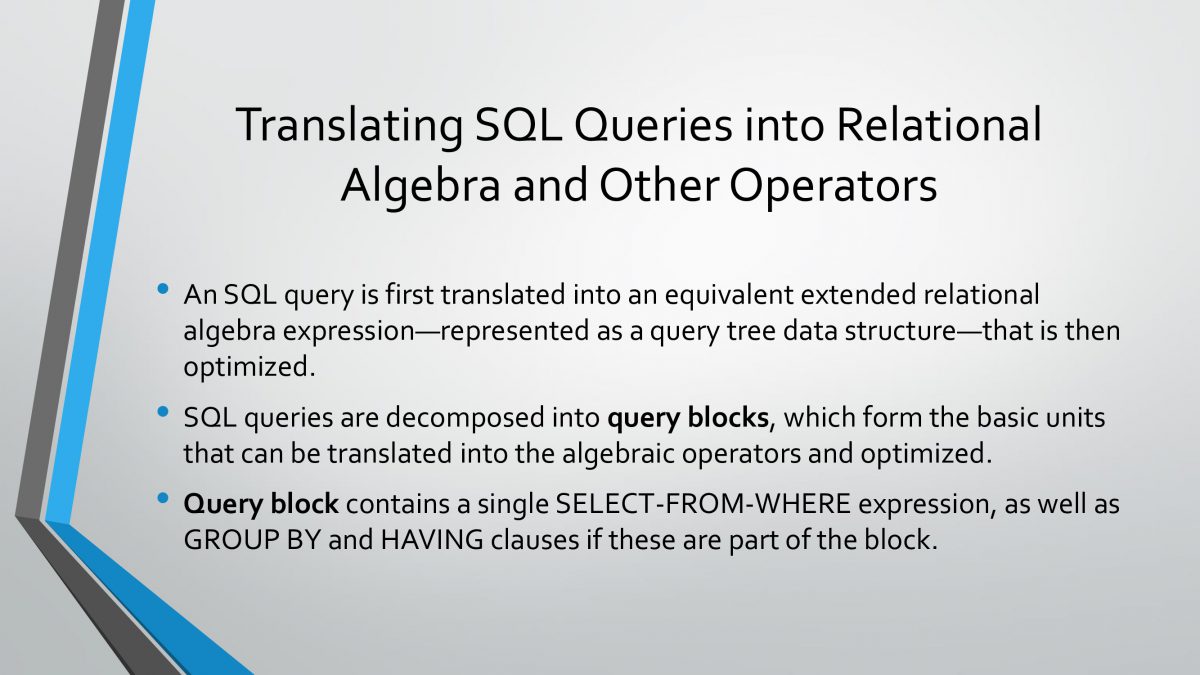 Translating SQL Queries into Relational
Algebra and Other Operators
• An SQL query is first translated into an equivalent extended relational
algebra expression—represented as a query tree data structure—that is then
optimized.
• SQL queries are decomposed into query blocks, which form the basic units
that can be translated into the algebraic operators and optimized.
• Query block contains a single SELECT-FROM-WHERE expression, as well as
GROUP BY and HAVING clauses if these are part of the block.